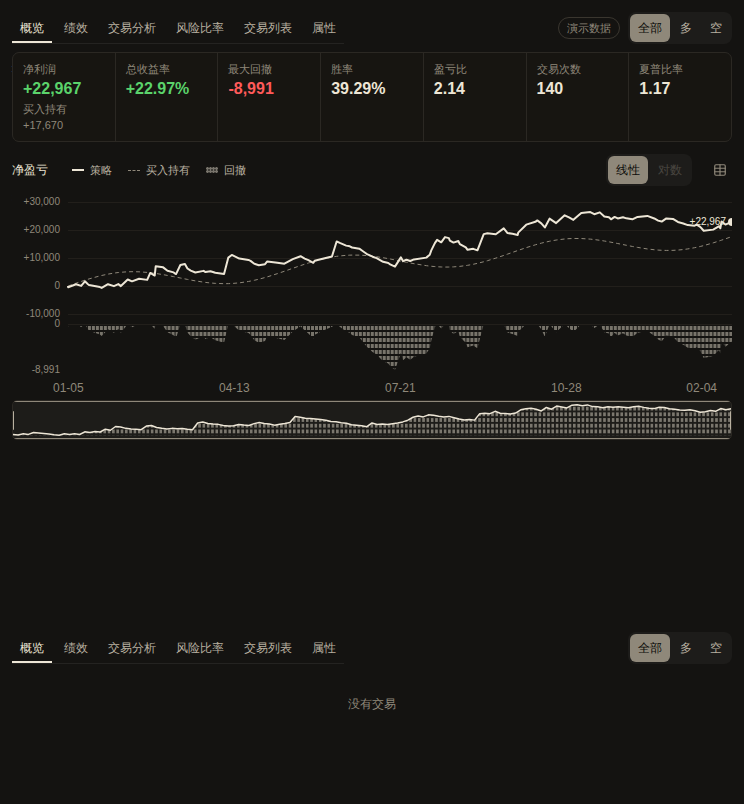 概览 绩效 交易分析 风险比率 交易列表 属性 演示数据 全部 多 空
净利润 总收益率 最大回撤 胜率 盈亏比 交易次数 夏普比率
+22,967 +22.97% -8,991 39.29% 2.14 140 1.17
买入持有
+17,670
净盈亏 策略 买入持有 回撤 线性 对数
+30,000
+22,967
+20,000
+10,000
0
-10,000
0
-8,991
01-05 04-13 07-21 10-28 02-04
概览 绩效 交易分析 风险比率 交易列表 属性 全部 多 空
没有交易